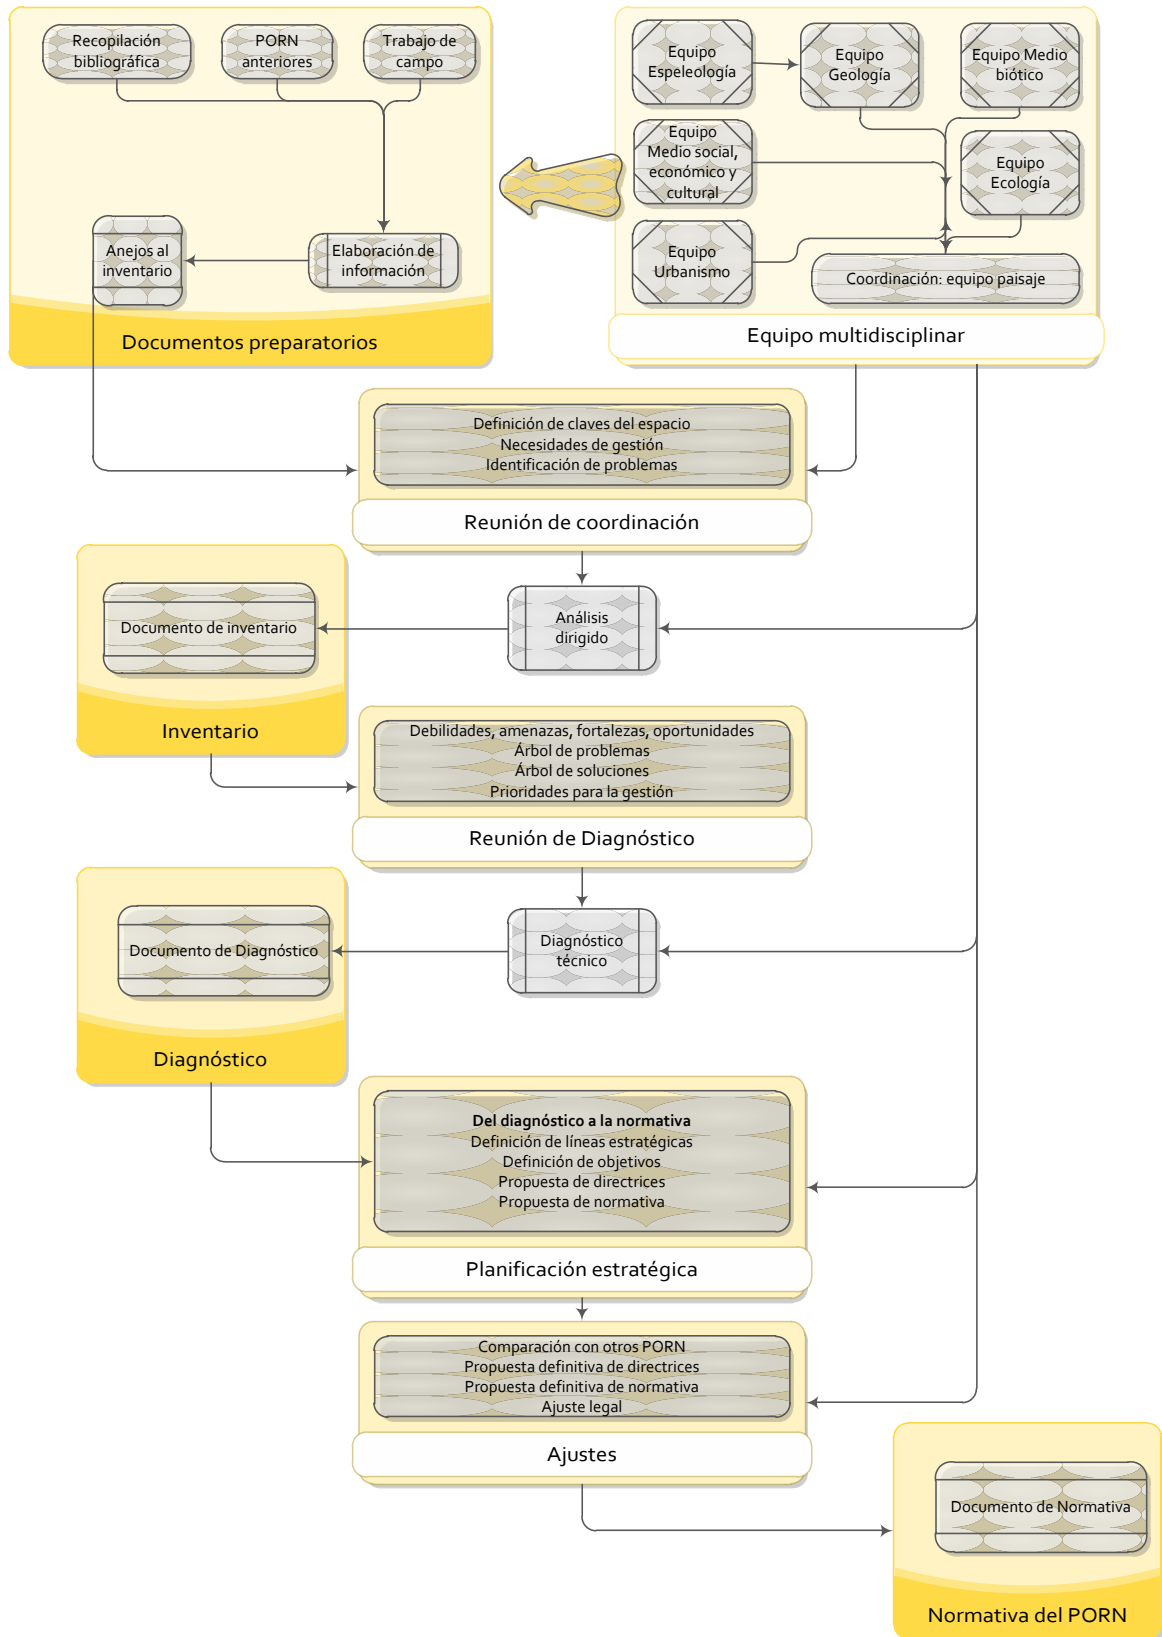 Recopilación
bibliográfica
PORN
anteriores
Trabajo de
campo
Anejos al
inventario
Elaboración de
información
Documentos preparatorios
Equipo
Espeleología
Equipo
Geología
Equipo Medio
biótico
Equipo
Medio social,
económico y
cultural
Equipo
Ecología
Equipo
Urbanismo
Coordinación: equipo paisaje
Equipo multidisciplinar
Definición de claves del espacio
Necesidades de gestión
Identificación de problemas
Reunión de coordinación
Análisis
dirigido
Documento de inventario
Inventario
Debilidades, amenazas, fortalezas, oportunidades
Árbol de problemas
Árbol de soluciones
Prioridades para la gestión
Reunión de Diagnóstico
Diagnóstico
técnico
Documento de Diagnóstico
Diagnóstico
Del diagnóstico a la normativa
Definición de líneas estratégicas
Definición de objetivos
Propuesta de directrices
Propuesta de normativa
Planificación estratégica
Comparación con otros PORN
Propuesta definitiva de directrices
Propuesta definitiva de normativa
Ajuste legal
Ajustes
Documento de Normativa
Normativa del PORN